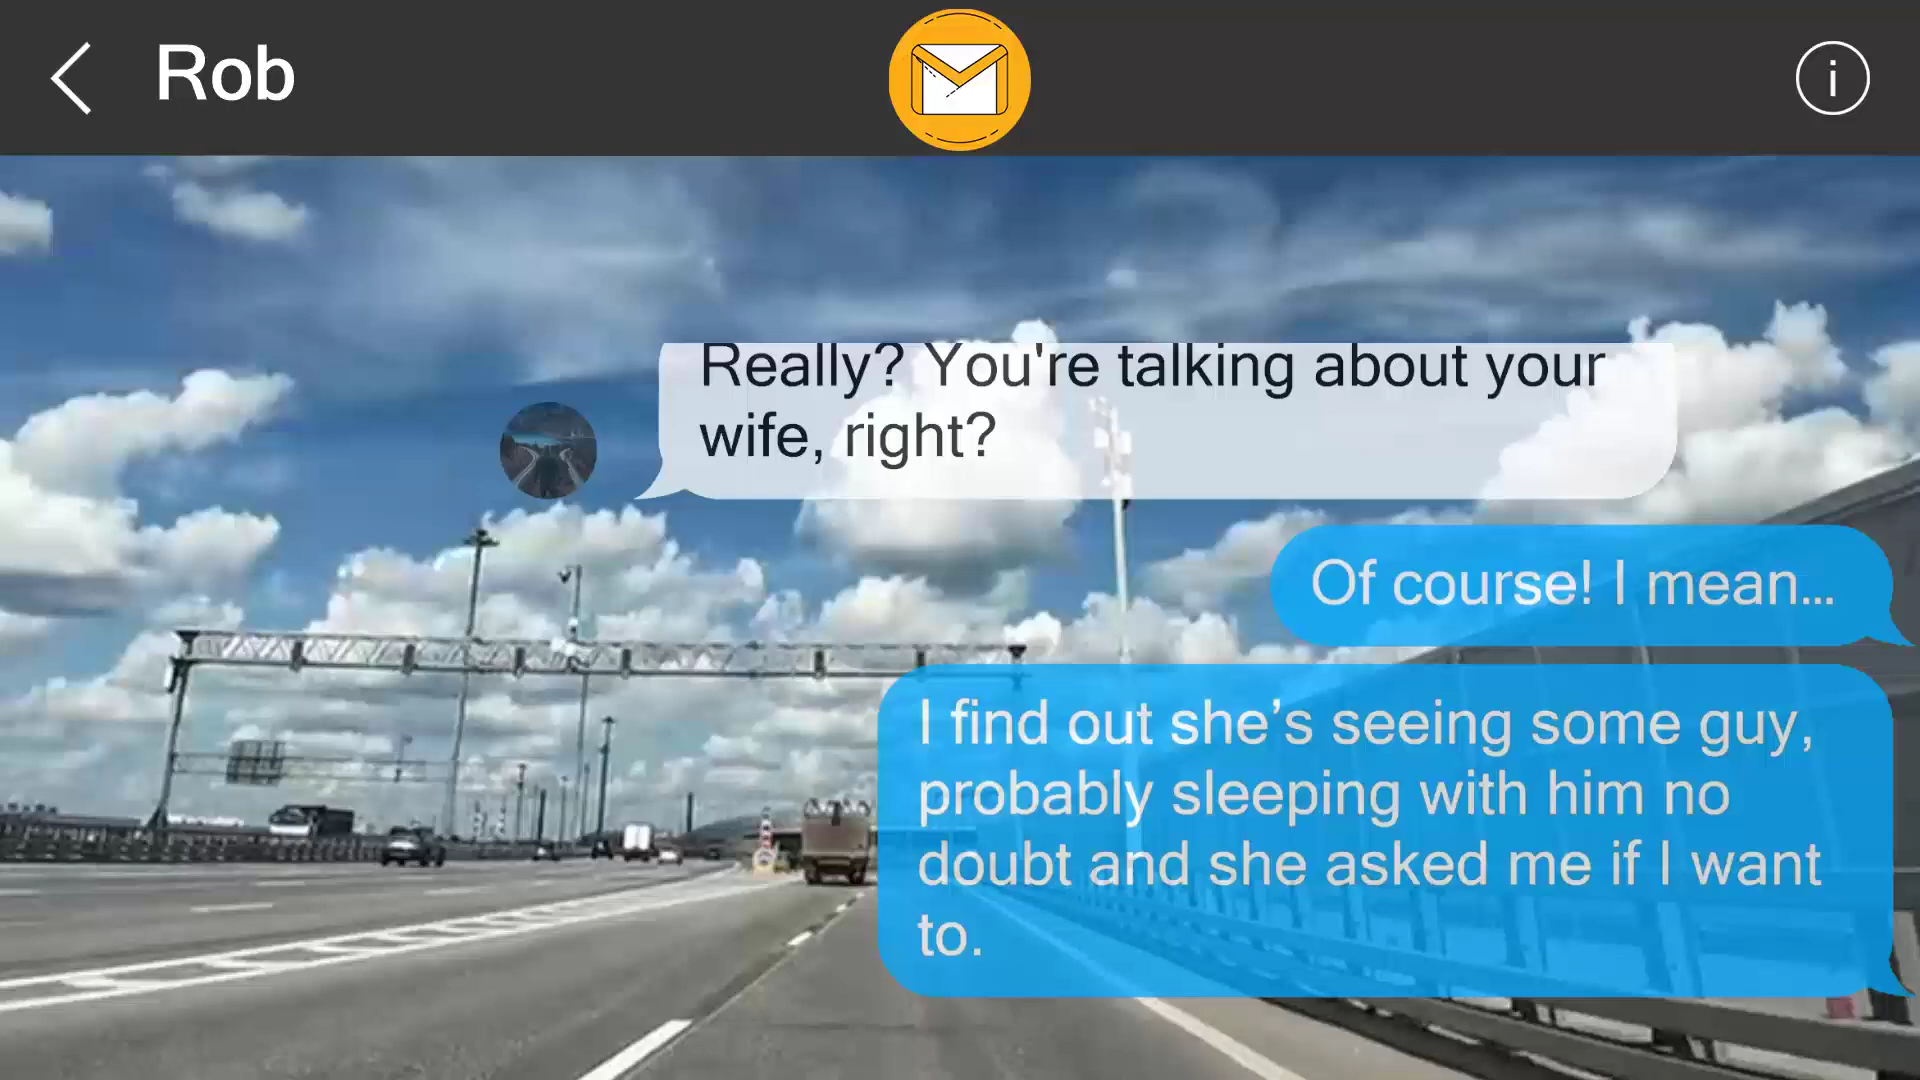 Rob
Really? You're talking about your
wife, right?
Of course! I mean...
I find out she’s seeing some guy,
probably sleeping with him no
doubt and she asked me if I want
to.